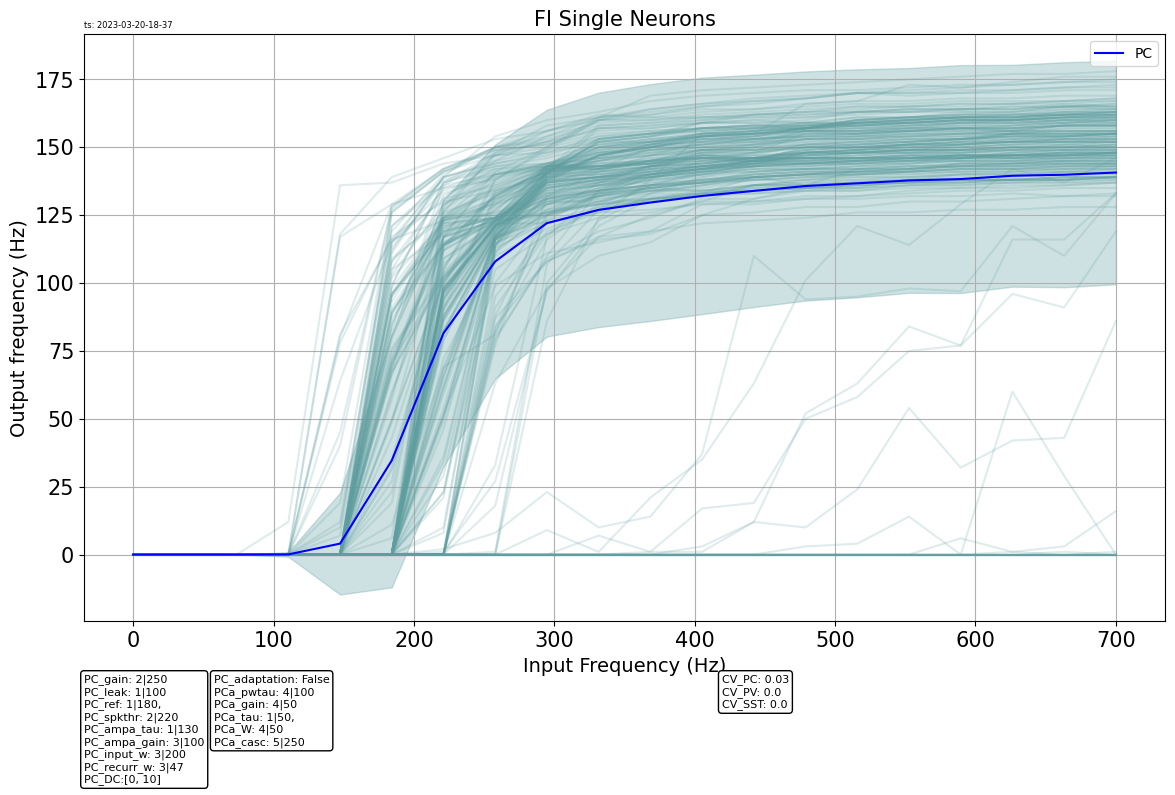 ts: 2023-03-20-18-37
FI Single Neurons
PC
Output frequency (Hz)
175
150
125
100
75
50
25
0
0 100 200 300 400 500 600 700
Input Frequency (Hz)
PC_gain: 2|250
PC_leak: 1|100
PC_ref: 1|180,
PC_spkthr: 2|220
PC_ampa_tau: 1|130
PC_ampa_gain: 3|100
PC_input_w: 3|200
PC_recurr_w: 3|47
PC_DC:[0, 10]
PC_adaptation: False
PCa_pwtau: 4|100
PCa_gain: 4|50
PCa_tau: 1|50,
PCa_W: 4|50
PCa_casc: 5|250
CV_PC: 0.03
CV_PV: 0.0
CV_SST: 0.0